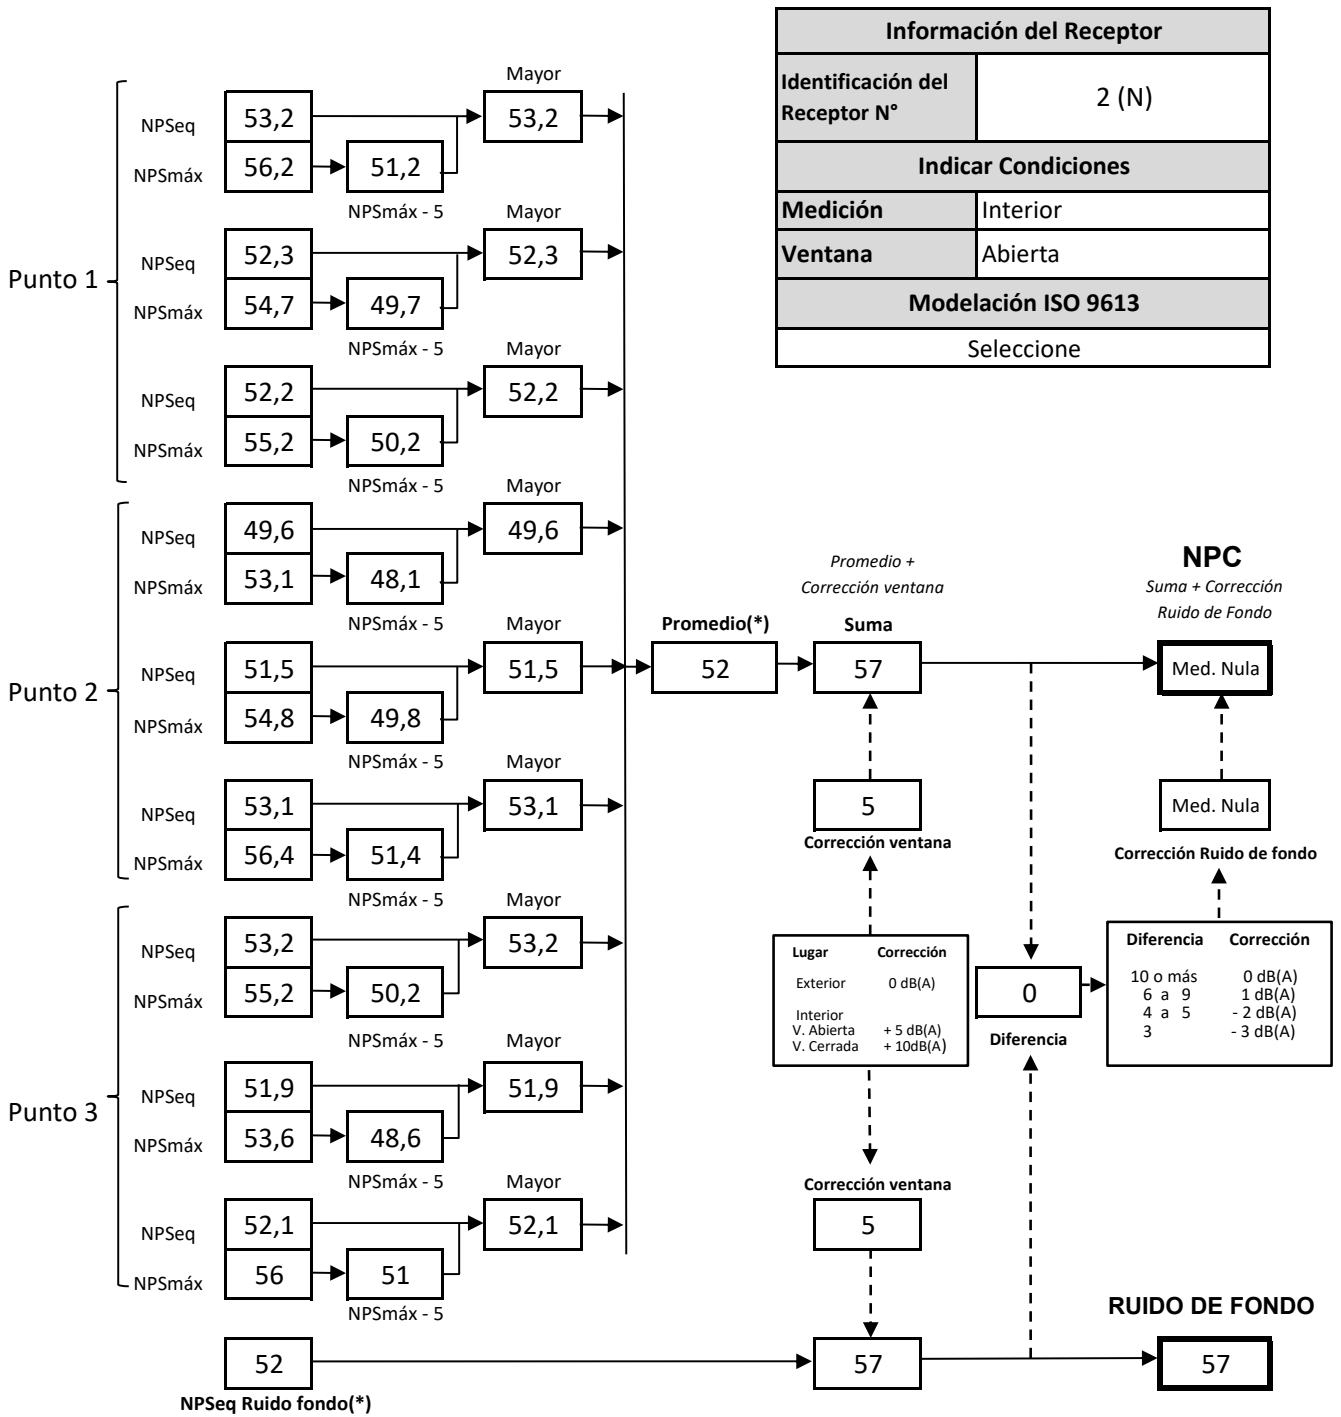 Información del Receptor
Identificación del Receptor N°
2 (N)
Indicar Condiciones
Medición Interior
Ventana Abierta
Modelación ISO 9613
Seleccione
Punto 1
Mayor
NPSeq 53,2 53,2
NPSmáx 56,2 51,2
NPSmáx - 5
Mayor
NPSeq 52,3 52,3
NPSmáx 54,7 49,7
NPSmáx - 5
Mayor
NPSeq 52,2 52,2
NPSmáx 55,2 50,2
NPSmáx - 5
Punto 2
Mayor
NPSeq 49,6 49,6
NPSmáx 53,1 48,1
NPSmáx - 5
Mayor
NPSeq 51,5 51,5
NPSmáx 54,8 49,8
NPSmáx - 5
Mayor
NPSeq 53,1 53,1
NPSmáx 56,4 51,4
NPSmáx - 5
Punto 3
Mayor
NPSeq 53,2 53,2
NPSmáx 55,2 50,2
NPSmáx - 5
Mayor
NPSeq 51,9 51,9
NPSmáx 53,6 48,6
NPSmáx - 5
Mayor
NPSeq 52,1 52,1
NPSmáx 56 51
NPSmáx - 5
52
NPSeq Ruido fondo(*)
Promedio(*)
52
Promedio +
Corrección ventana
Suma
57
5
Corrección ventana
Lugar Corrección
Exterior 0 dB(A)
Interior
V. Abierta + 5 dB(A)
V. Cerrada + 10dB(A)
Corrección ventana
5
57
0
Diferencia
NPC
Suma + Corrección
Ruido de Fondo
Med. Nula
Med. Nula
Corrección Ruido de fondo
Diferencia Corrección
10 o más 0 dB(A)
6 a 9 1 dB(A)
4 a 5 - 2 dB(A)
3 - 3 dB(A)
RUIDO DE FONDO
57